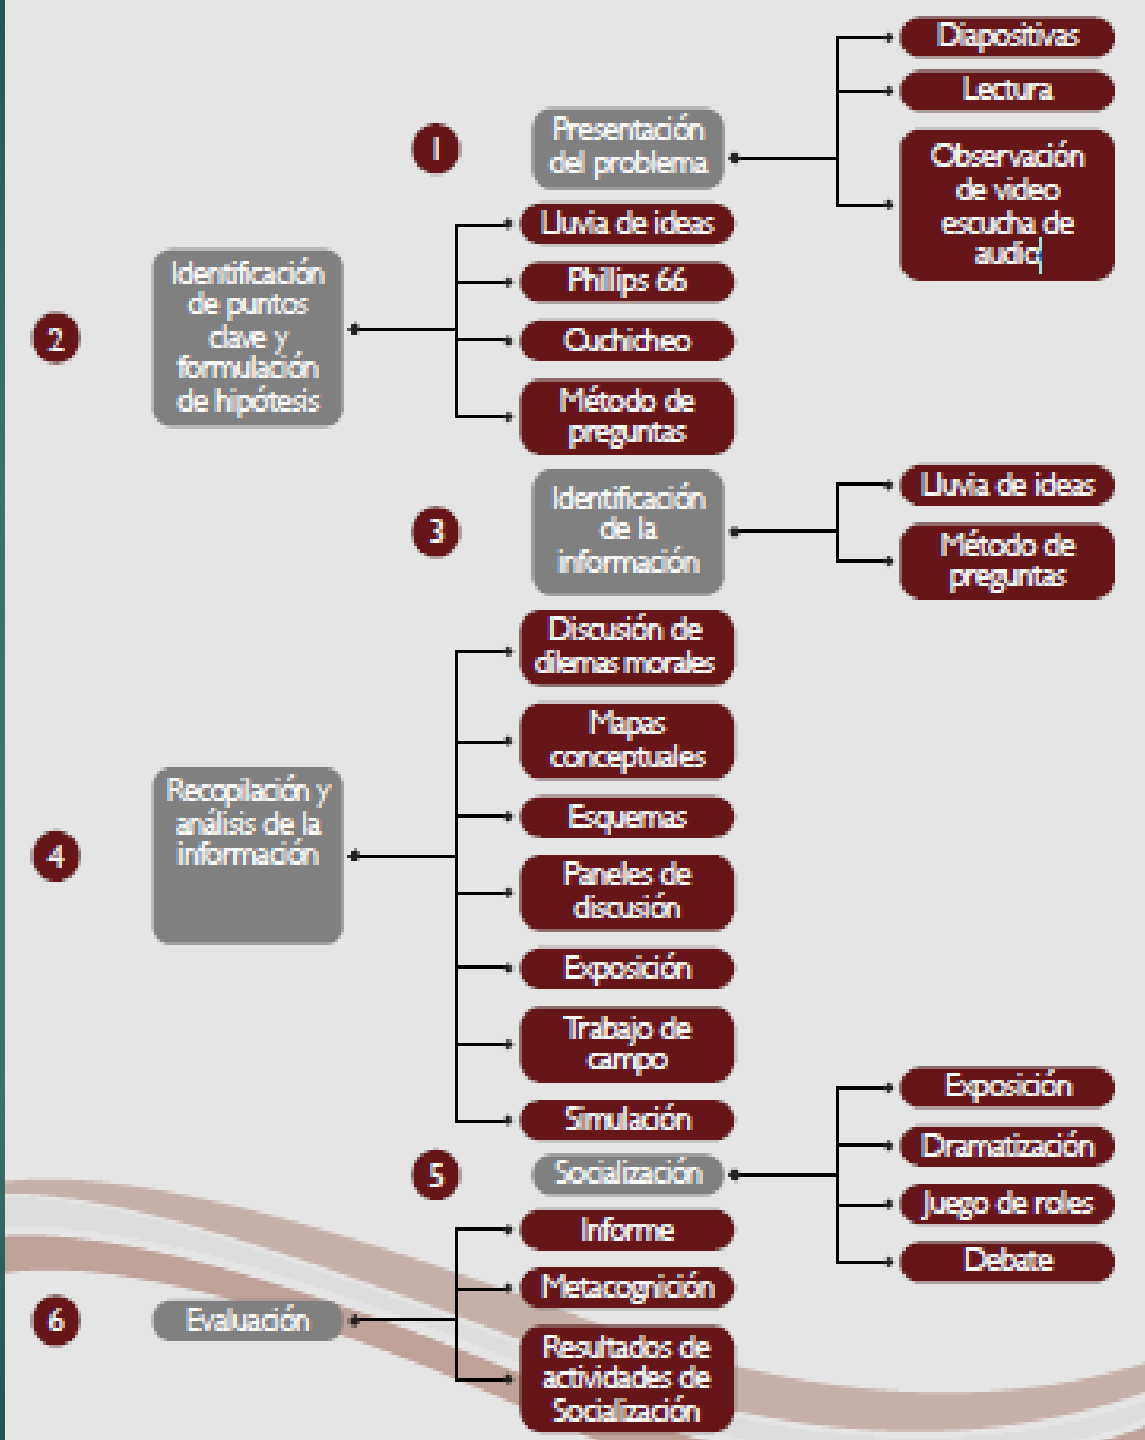 1
Presentación
del problema
Diapositivas
Lectura
Observación
de video
escucha de
audio
2
Identificación
de puntos
clave y
formulación
de hipótesis
Lluvia de ideas
Phillips 66
Cuchicheo
Método de
preguntas
3
Identificación
de la
información
Lluvia de ideas
Método de
preguntas
4
Recopilación y
análisis de la
información
Discusión de
dilemas morales
Mapas
conceptuales
Esquemas
Paneles de
discusión
Exposición
Trabajo de
campo
Simulación
5
Socialización
Exposición
Dramatización
Juego de roles
Debate
6
Evaluación
Informe
Metacognición
Resultados de
actividades de
Socialización